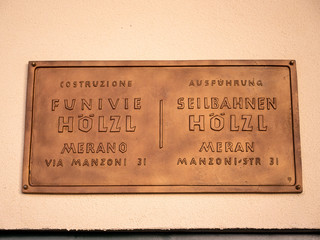 COSTRUZIONE
FUNIVIE
HÖLZL
MERANO
VIA MANZONI 31
AUSFÜHRUNG
SEILBAHNEN
HÖLZL
MERAN
MANZONI-STR 31